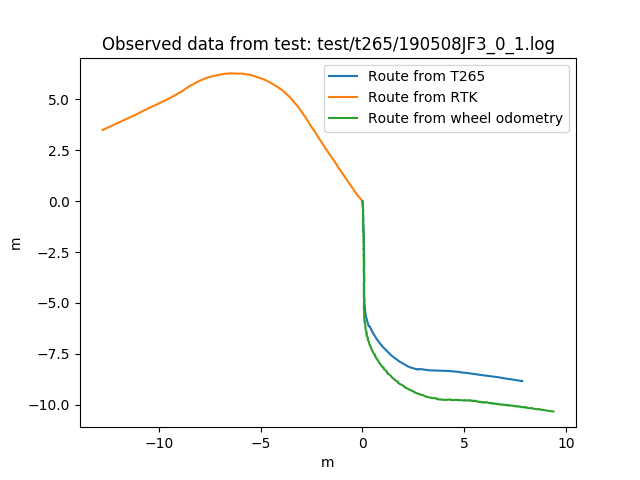 Observed data from test: test/t265/190508JF3_0_1.log
Route from T265
Route from RTK
Route from wheel odometry
5.0
2.5
0.0
−2.5
−5.0
−7.5
−10.0
m
−10
−5
0
5
10
m